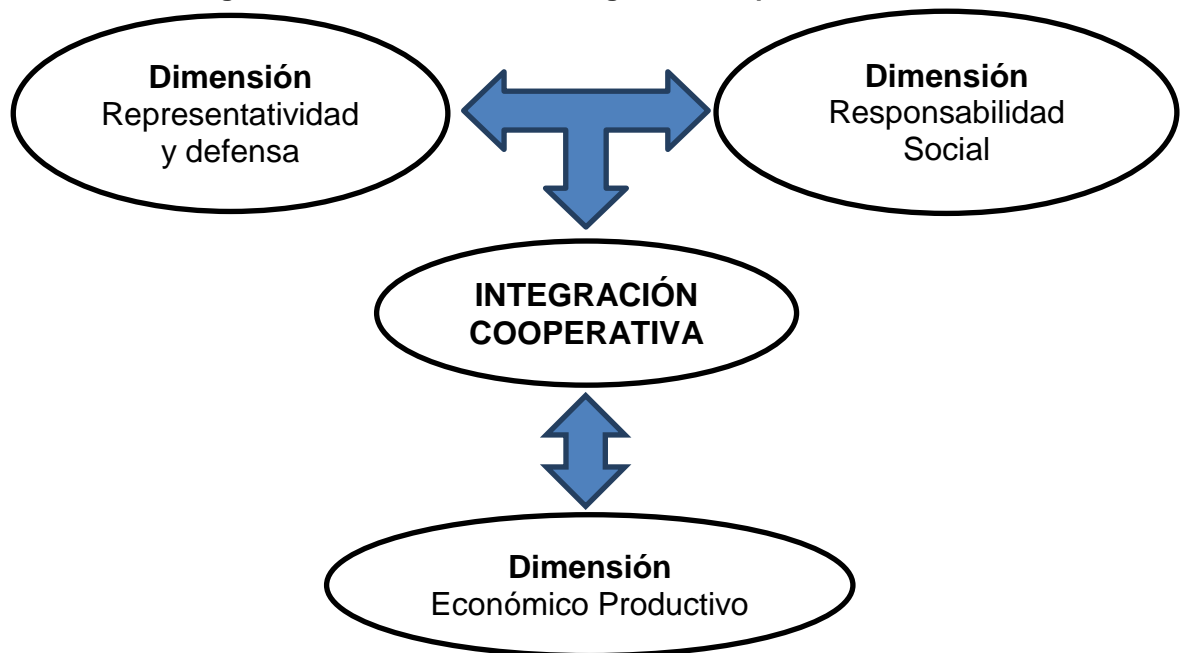 Dimensión
Representatividad
y defensa
Dimensión
Responsabilidad
Social
INTEGRACIÓN
COOPERATIVA
Dimensión
Económico Productivo